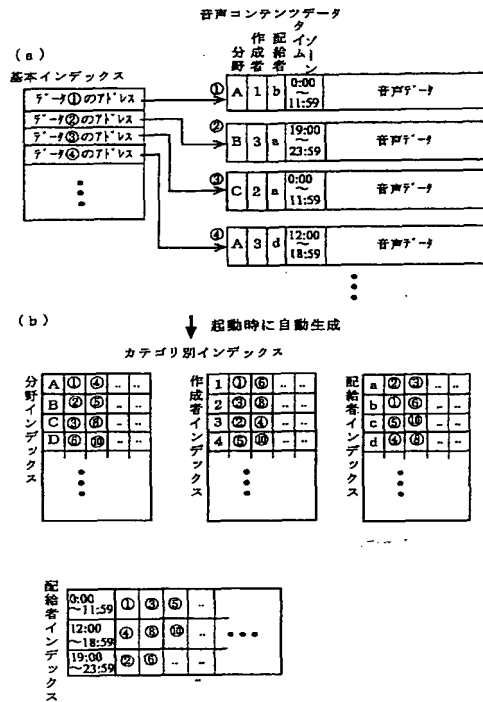 音声コンテンツデータ
(a)
基本インデックス
分野
作成者
配給者
タイムゾーン
データ①のアドレス
データ②のアドレス
データ③のアドレス
データ④のアドレス
① A 1 b 0:00～11:59 音声データ
② B 3 a 19:00～23:59 音声データ
③ C 2 a 0:00～11:59 音声データ
④ A 3 d 12:00～18:59 音声データ
(b)
起動時に自動生成
カテゴリ別インデックス
分野インデックス
A ① ④ .. ..
B ② ⑤ .. ..
C ③ ⑧ .. ..
D ⑥ ⑩ .. ..
作成者インデックス
1 ① ⑥ .. ..
2 ③ ⑧ .. ..
3 ② ④ .. ..
4 ⑤ ⑩ .. ..
配給者インデックス
a ② ③ .. ..
b ① ⑥ .. ..
c ⑤ ⑩ .. ..
d ④ ⑧ .. ..
配給者インデックス
0:00～11:59 ① ③ ⑤ ..
12:00～18:59 ④ ⑧ ⑩ ..
19:00～23:59 ② ⑥ .. ..